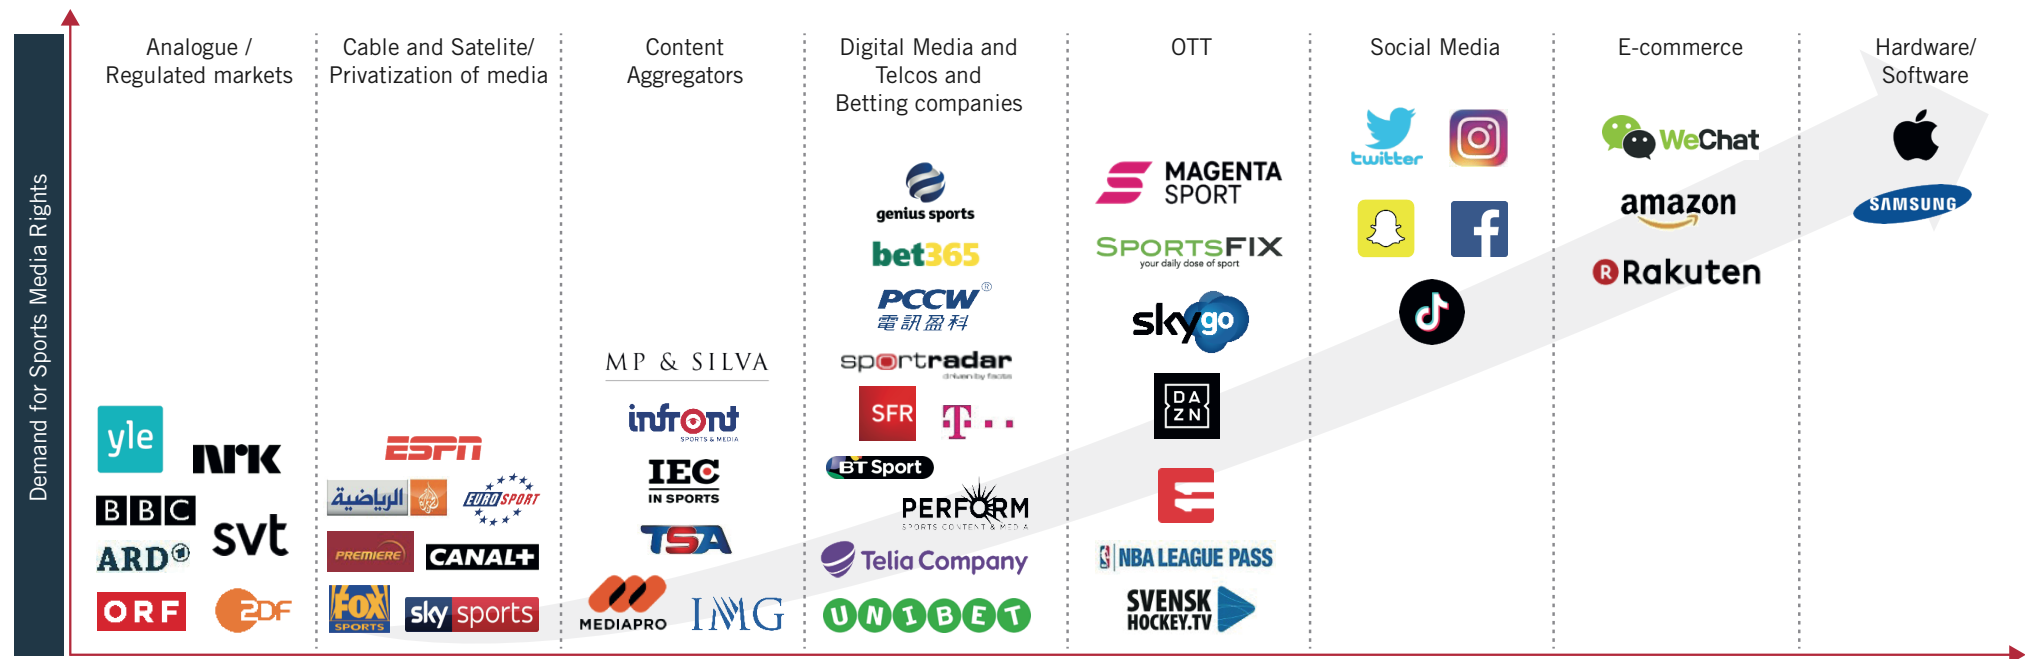 Demand for Sports Media Rights
Analogue /
Regulated markets
yle
nrk
BBC
svt
ARD
ORF
ZDF
Cable and Satelite/
Privatization of media
ESPN
الرياضية
EUROSPORT
PREMIERE
CANAL+
FOX
SPORTS
sky sports
Content
Aggregators
MP & SILVA
infront
SPORTS & MEDIA
IEC
IN SPORTS
TSA
MEDIAPRO
IMG
Digital Media and
Telcos and
Betting companies
genius sports
bet365
PCCW®
電訊盈科
sportradar
driven by facts
SFR
T
BT Sport
PERFORM
SPORTS CONTENT & MEDIA
Telia Company
UNIBET
OTT
MAGENTA
SPORT
SPORTSFIX
your daily dose of sport
sky go
DA
ZN
NBA LEAGUE PASS
SVENSK
HOCKEY.TV
Social Media
twitter
f
E-commerce
WeChat
amazon
R Rakuten
Hardware/
Software
SAMSUNG